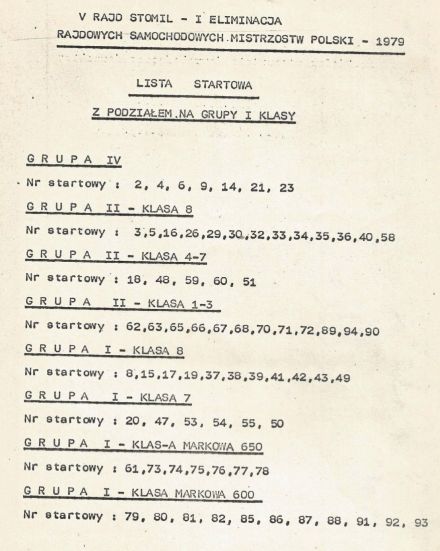 V RAJD STOMIL - I ELIMINACJA
RAJDOWYCH SAMOCHODOWYCH MISTRZOSTW POLSKI - 1979
LISTA STARTOWA
Z PODZIAŁEM NA GRUPY I KLASY
G R U P A IV
Nr startowy : 2, 4, 6, 9, 14, 21, 23
G R U P A II - KLASA 8
Nr startowy : 3,5,16,26,29,30,32,33,34,35,36,40,58
G R U P A II - KLASA 4-7
Nr startowy : 18, 48, 59, 60, 51
G R U P A II - KLASA 1-3
Nr startowy : 62,63,65,66,67,68,70,71,72,89,94,90
G R U P A I - KLASA 8
Nr startowy : 8,15,17,19,37,38,39,41,42,43,49
G R U P A I - KLASA 7
Nr startowy : 20, 47, 53, 54, 55, 50
G R U P A I - KLAS-A MARKOWA 650
Nr startowy : 61,73,74,75,76,77,78
G R U P A I - KLASA MARKOWA 600
Nr startowy : 79, 80, 81, 82, 85, 86, 87, 88, 91, 92, 93